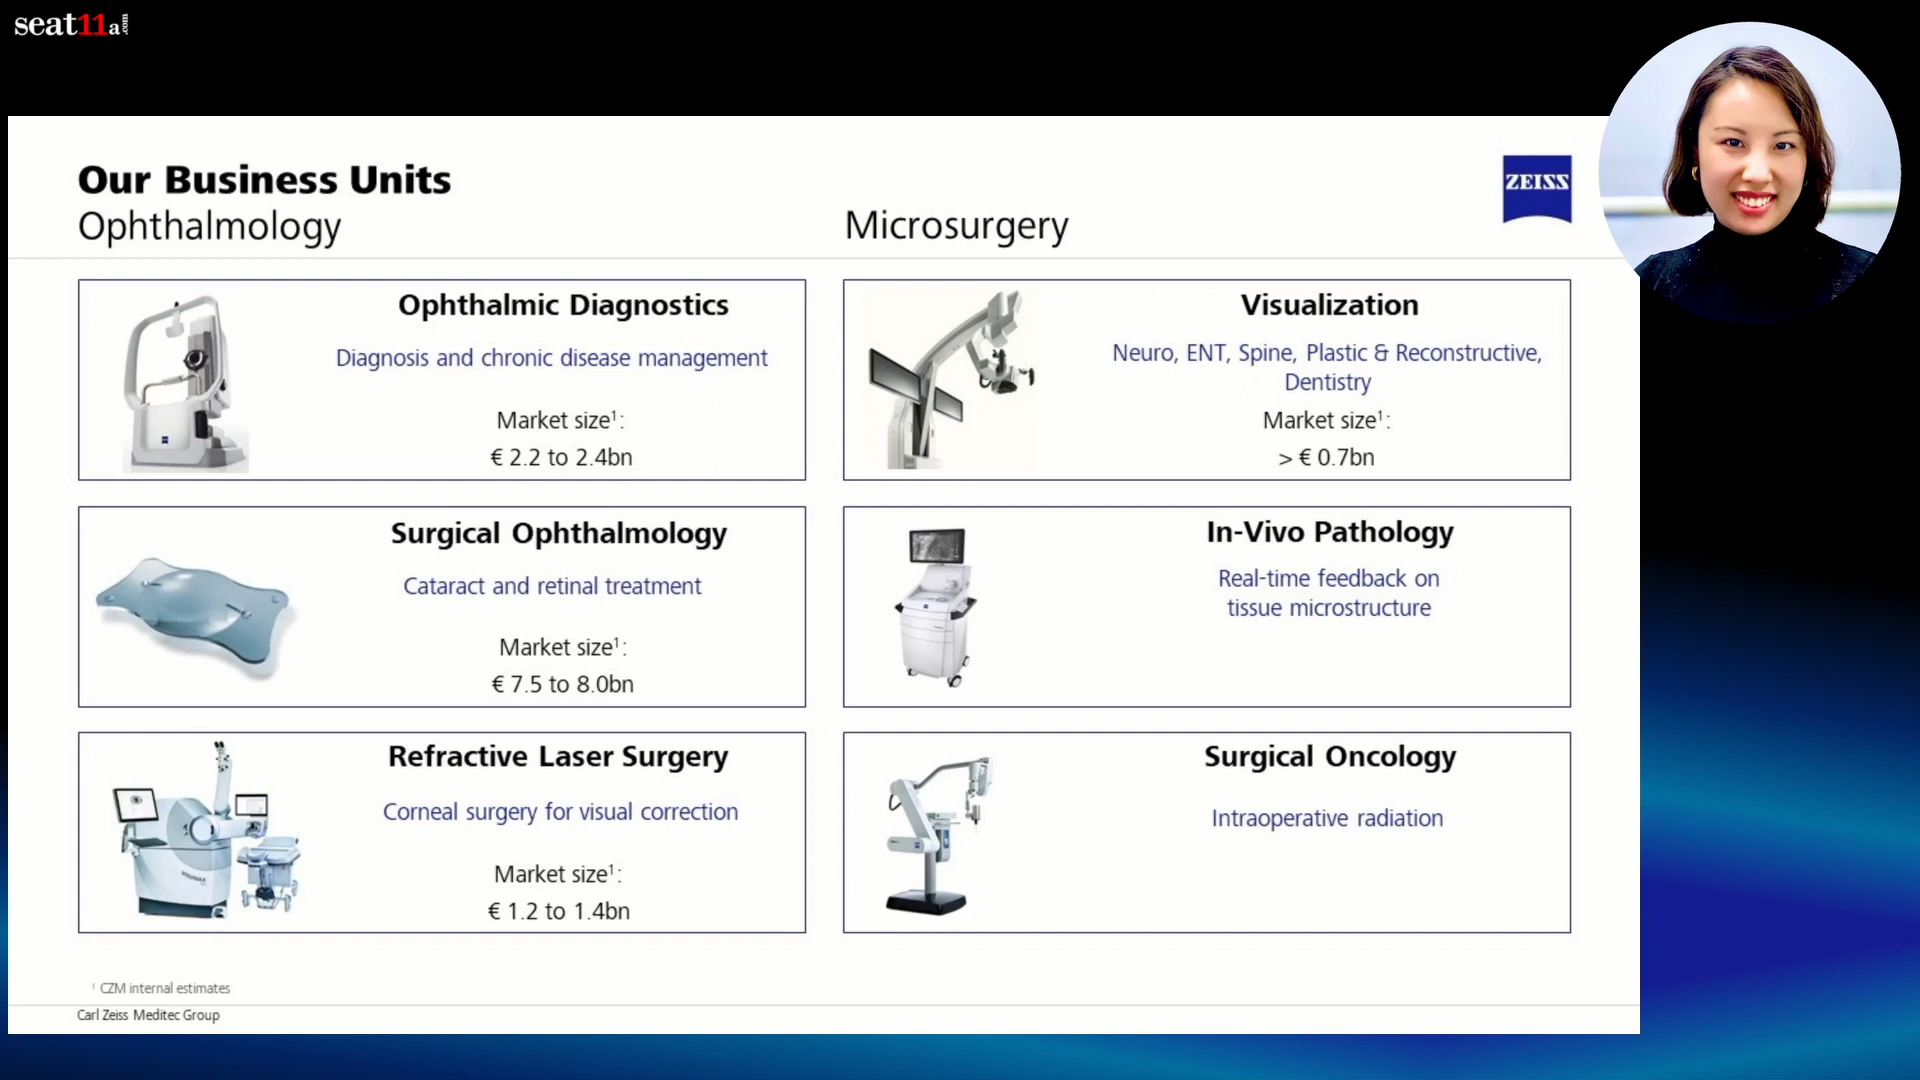 seat11a.com
Our Business Units
Ophthalmology
Microsurgery
ZEISS
Ophthalmic Diagnostics
Diagnosis and chronic disease management
Market size¹:
€ 2.2 to 2.4bn
Visualization
Neuro, ENT, Spine, Plastic & Reconstructive,
Dentistry
Market size¹:
> € 0.7bn
Surgical Ophthalmology
Cataract and retinal treatment
Market size¹:
€ 7.5 to 8.0bn
In-Vivo Pathology
Real-time feedback on
tissue microstructure
Refractive Laser Surgery
Corneal surgery for visual correction
Market size¹:
€ 1.2 to 1.4bn
Surgical Oncology
Intraoperative radiation
¹ CZM internal estimates
Carl Zeiss Meditec Group